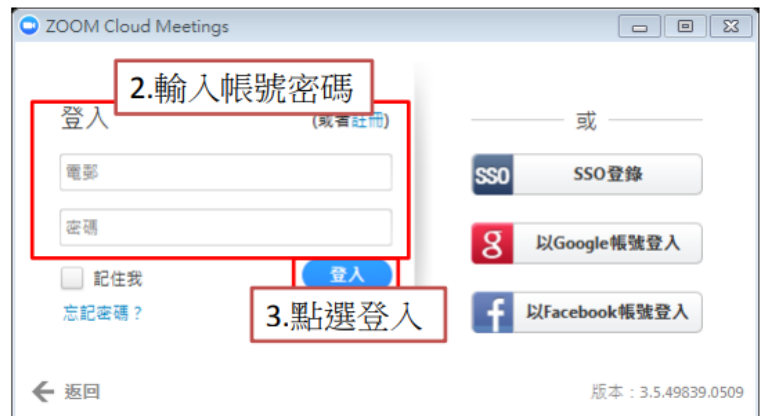 ZOOM Cloud Meetings
2.輸入帳號密碼
登入 (或者註冊)
電郵
密碼
記住我
登入
忘記密碼？
3.點選登入
或
SSO SSO登錄
g 以Google帳號登入
f 以Facebook帳號登入
返回
版本：3.5.49839.0509